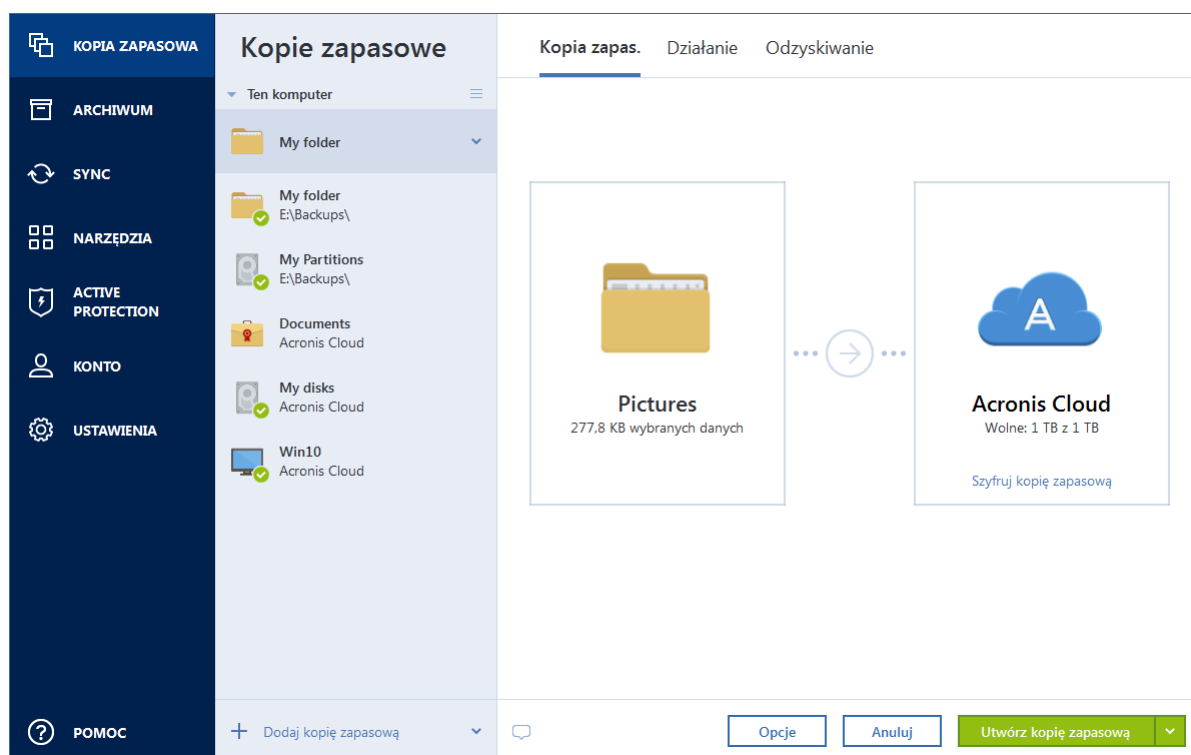 KOPIA ZAPASOWA
ARCHIWUM
SYNC
NARZĘDZIA
ACTIVE
PROTECTION
KONTO
USTAWIENIA
POMOC
Kopie zapasowe
Ten komputer
My folder
My folder
E:\Backups\
My Partitions
E:\Backups\
Documents
Acronis Cloud
My disks
Acronis Cloud
Win10
Acronis Cloud
Dodaj kopię zapasową
Kopia zapas. Działanie Odzyskiwanie
Pictures
277,8 KB wybranych danych
A
Acronis Cloud
Wolne: 1 TB z 1 TB
Szyfruj kopię zapasową
Opcje Anuluj Utwórz kopię zapasową